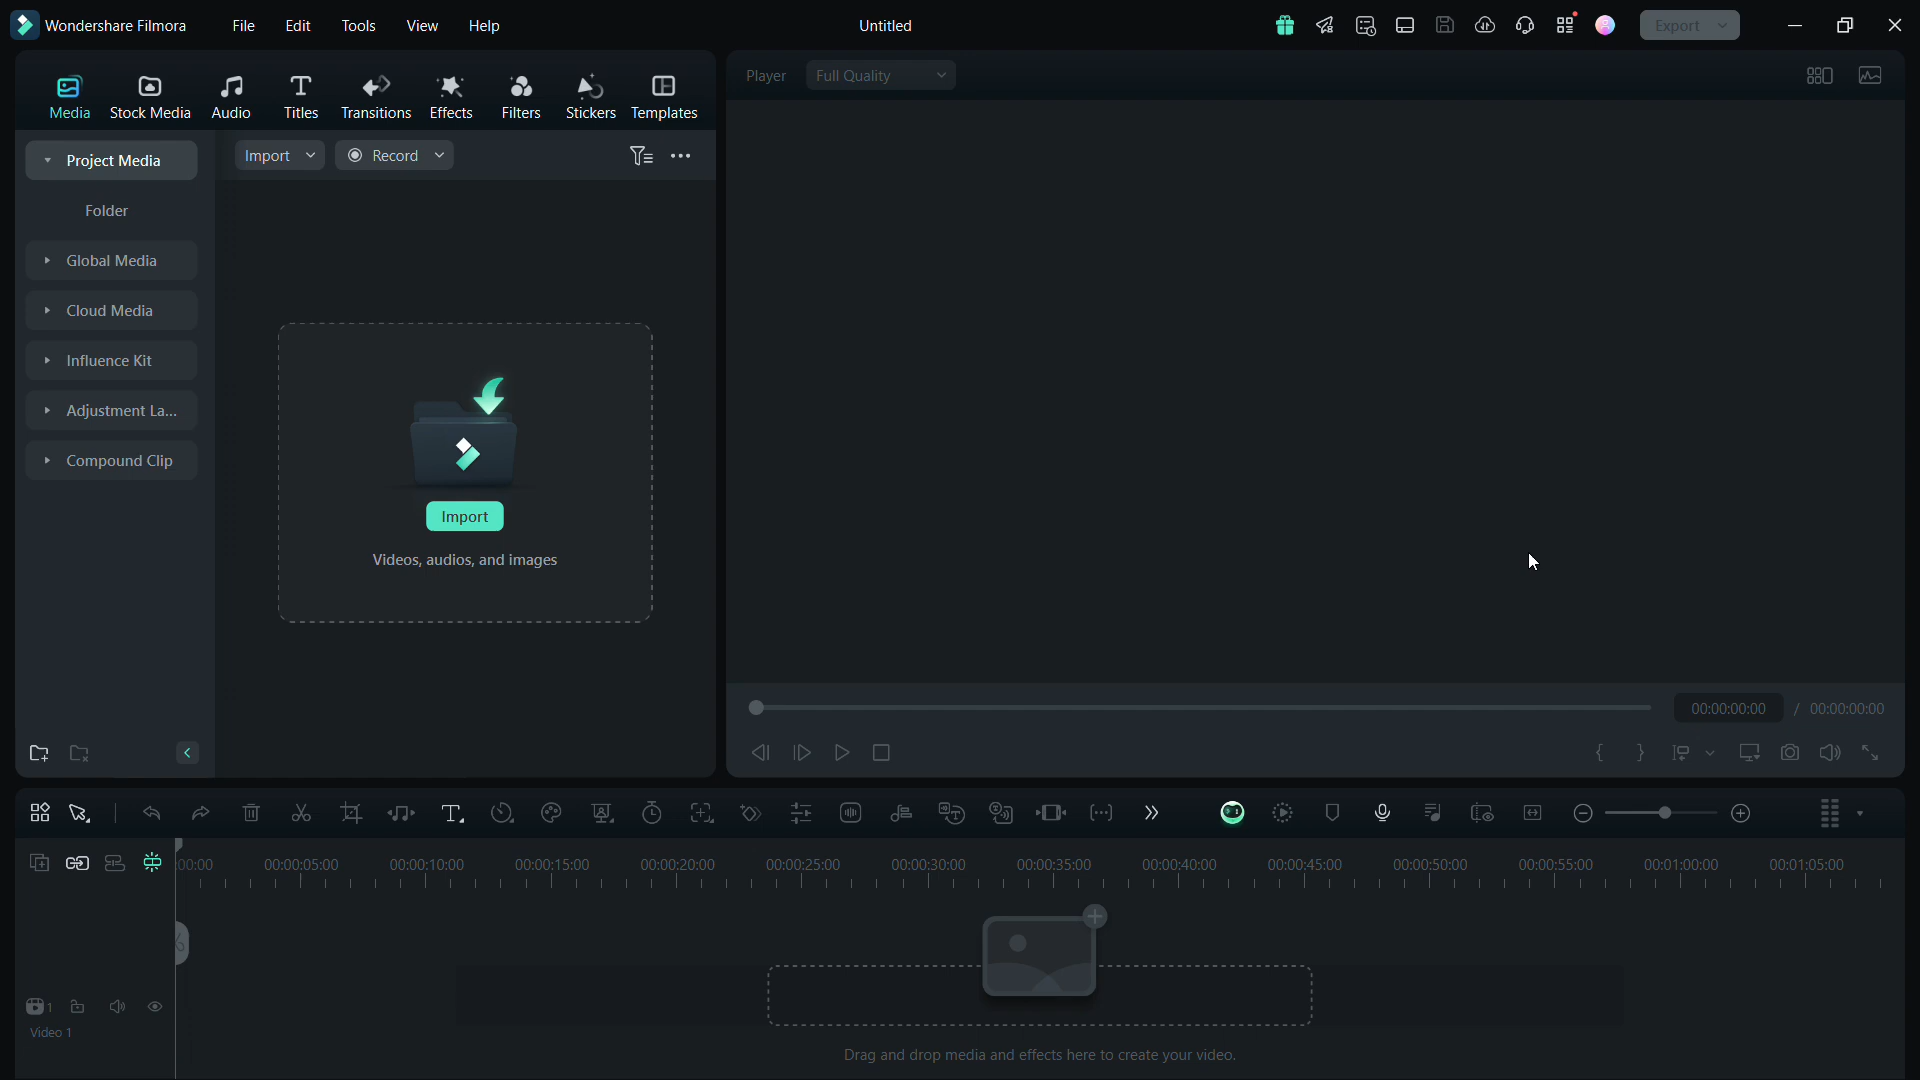 Wondershare Filmora File Edit Tools View Help Untitled Export
Media Stock Media Audio Titles Transitions Effects Filters Stickers Templates
Player Full Quality
Project Media
Import Record
Folder
Global Media
Cloud Media
Influence Kit
Adjustment La...
Compound Clip
Import
Videos, audios, and images
00:00:00:00 / 00:00:00:00
:00:00 00:00:05:00 00:00:10:00 00:00:15:00 00:00:20:00 00:00:25:00 00:00:30:00 00:00:35:00 00:00:40:00 00:00:45:00 00:00:50:00 00:00:55:00 00:01:00:00 00:01:05:00
1
Video 1
Drag and drop media and effects here to create your video.